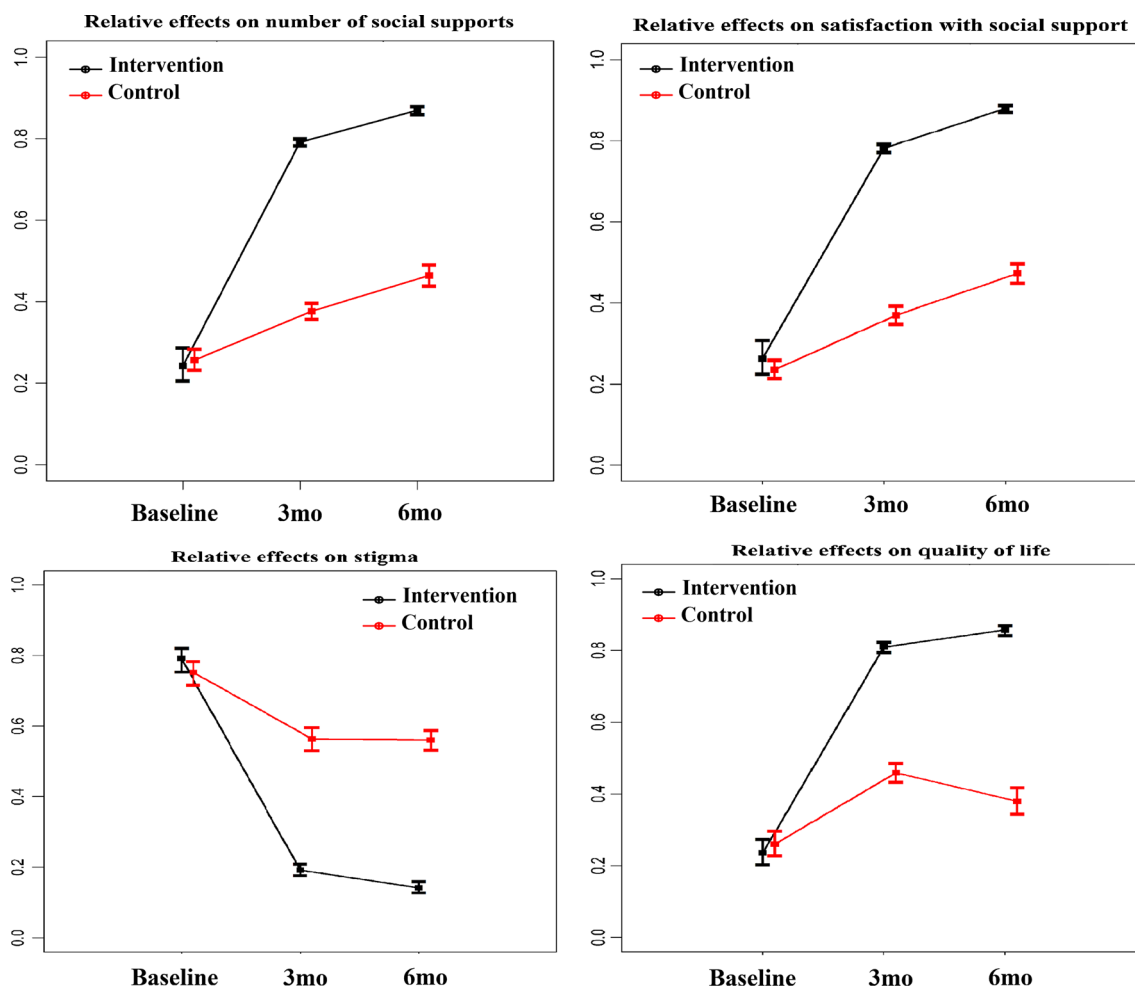 Relative effects on number of social supports
Intervention
Control
1.0
0.8
0.6
0.4
0.2
0.0
Baseline 3mo 6mo
Relative effects on satisfaction with social support
Intervention
Control
1.0
0.8
0.6
0.4
0.2
0.0
Baseline 3mo 6mo
Relative effects on stigma
Intervention
Control
1.0
0.8
0.6
0.4
0.2
0.0
Baseline 3mo 6mo
Relative effects on quality of life
Intervention
Control
1.0
0.8
0.6
0.4
0.2
0.0
Baseline 3mo 6mo